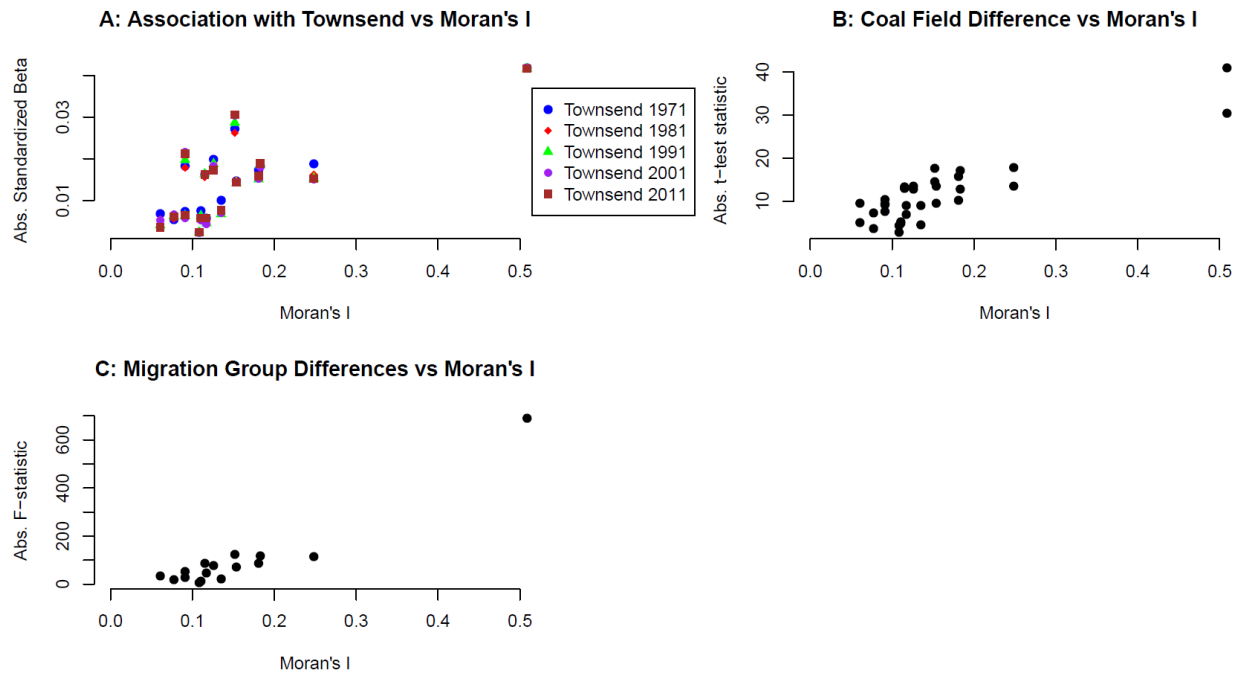 A: Association with Townsend vs Moran's I
Abs. Standardized Beta
0.01
0.03
0.0
0.1
0.2
0.3
0.4
0.5
Moran's I
Townsend 1971
Townsend 1981
Townsend 1991
Townsend 2001
Townsend 2011
B: Coal Field Difference vs Moran's I
Abs. t−test statistic
10
20
30
40
0.0
0.1
0.2
0.3
0.4
0.5
Moran's I
C: Migration Group Differences vs Moran's I
Abs. F−statistic
0
200
400
600
0.0
0.1
0.2
0.3
0.4
0.5
Moran's I